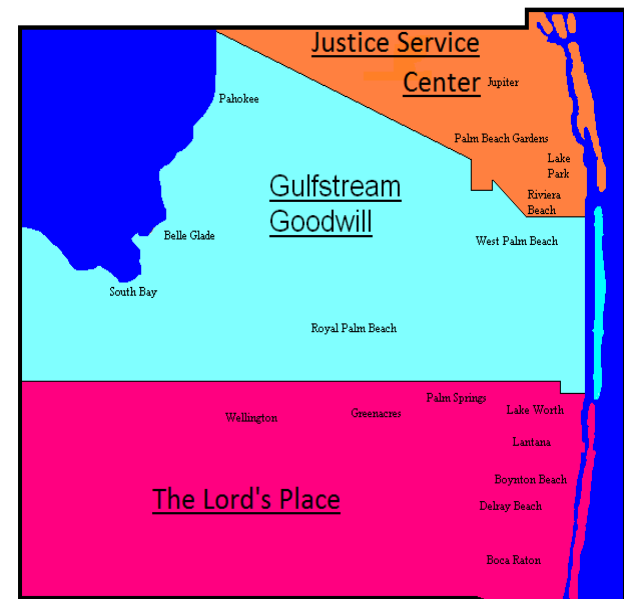 Justice Service
Center
Jupiter
Pahokee
Palm Beach Gardens
Lake
Park
Riviera
Beach
Gulfstream
Goodwill
Belle Glade
West Palm Beach
South Bay
Royal Palm Beach
Palm Springs
Wellington
Greenacres
Lake Worth
Lantana
Boynton Beach
The Lord's Place
Delray Beach
Boca Raton